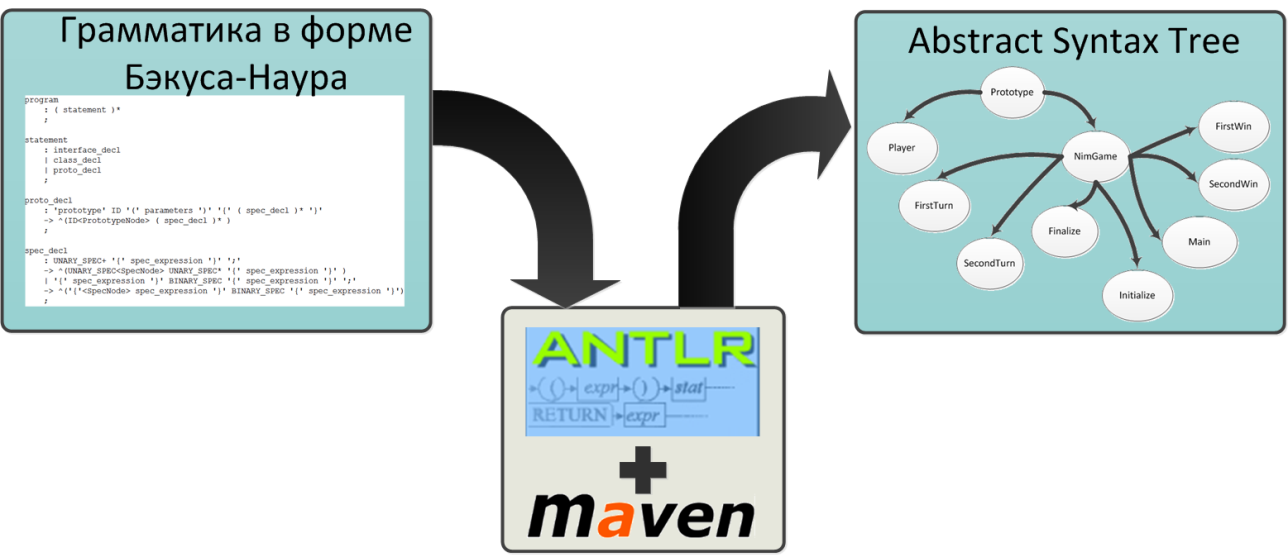 Грамматика в форме
Бэкуса-Наура
program
: ( statement )*
;
statement
: interface_decl
| class_decl
| proto_decl
;
proto_decl
: 'prototype' ID '(' parameters ')' '{' ( spec_decl )* '}'
-> ^(ID<PrototypeNode> ( spec_decl )* )
;
spec_decl
: UNARY_SPEC+ '{' spec_expression '}' ';'
-> ^(UNARY_SPEC<SpecNode> UNARY_SPEC* '{' spec_expression '}' )
| '{' spec_expression '}' BINARY_SPEC '{' spec_expression '}' ';'
-> ^('{'<SpecNode> spec_expression '}' BINARY_SPEC '{' spec_expression '}')
;
ANTLR
( ( ) expr ( ) ) stat
RETURN expr
+
maven
Abstract Syntax Tree
Prototype
Player
NimGame
FirstWin
SecondWin
FirstTurn
Finalize
Main
SecondTurn
Initialize